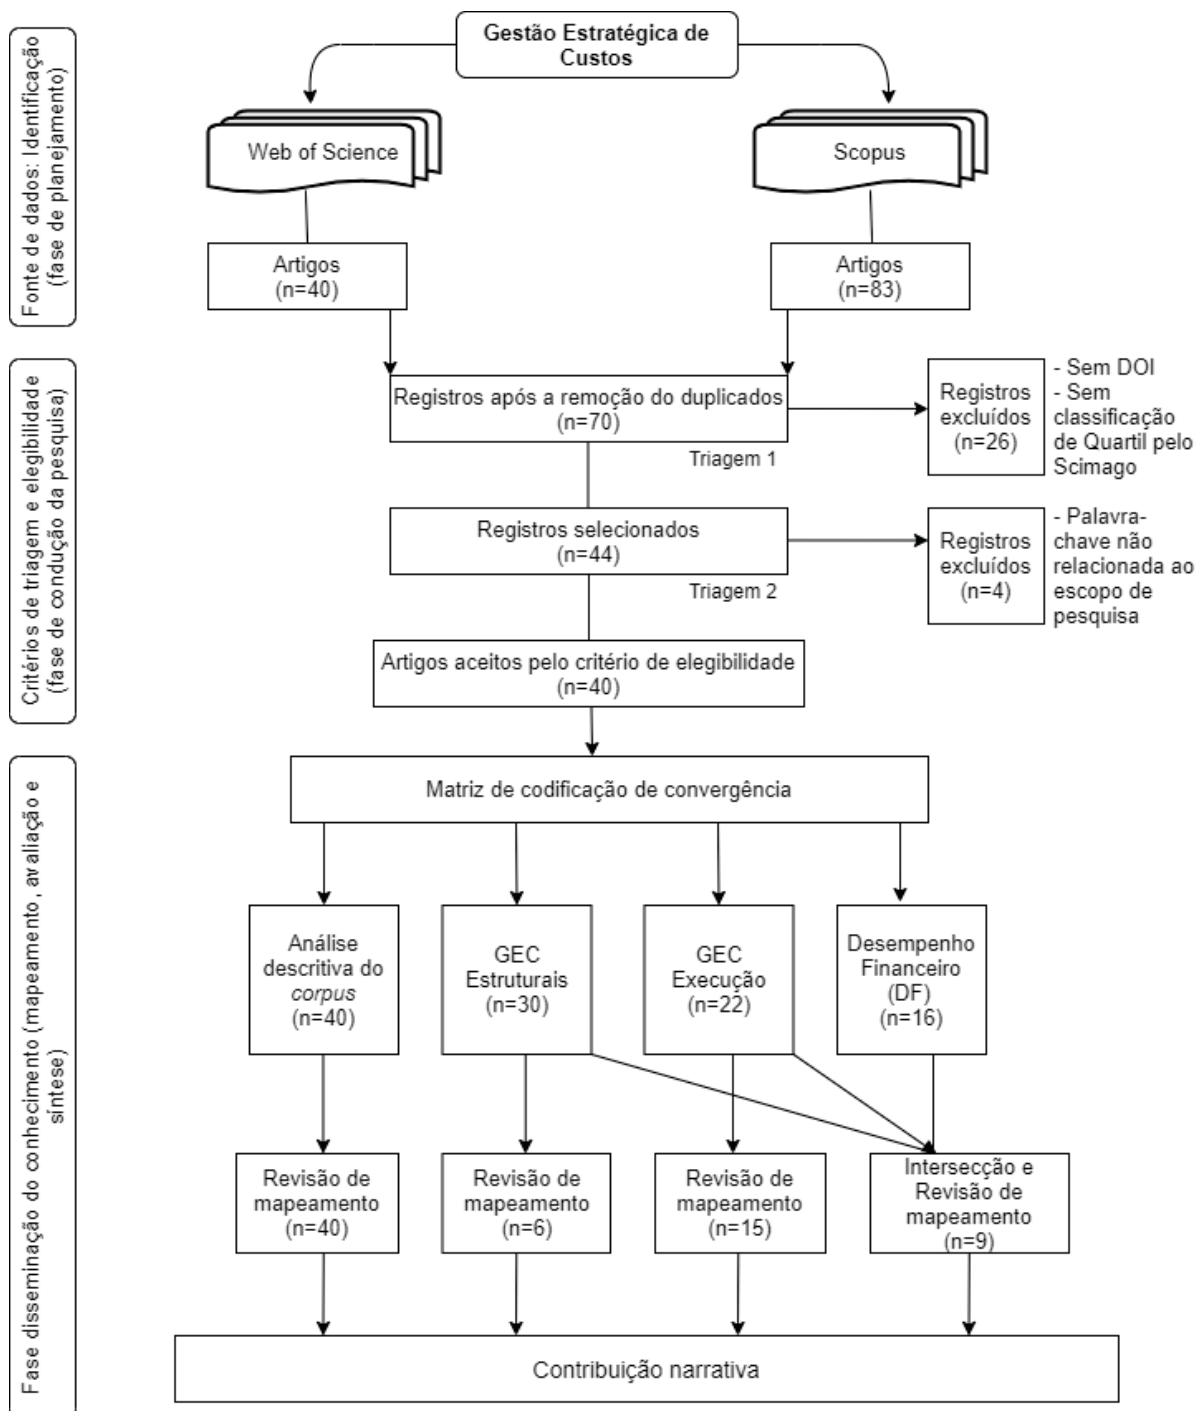 Gestão Estratégica de
Custos
Fonte de dados: Identificação
(fase de planejamento)
Web of Science
Scopus
Artigos
(n=40)
Artigos
(n=83)
Critérios de triagem e elegibilidade
(fase de condução da pesquisa)
Registros após a remoção do duplicados
(n=70)
Triagem 1
Registros
excluídos
(n=26)
- Sem DOI
- Sem
classificação
de Quartil pelo
Scimago
Registros selecionados
(n=44)
Triagem 2
Registros
excluídos
(n=4)
- Palavra-
chave não
relacionada ao
escopo de
pesquisa
Artigos aceitos pelo critério de elegibilidade
(n=40)
Fase disseminação do conhecimento (mapeamento, avaliação e
síntese)
Matriz de codificação de convergência
Análise
descritiva do
corpus
(n=40)
GEC
Estruturais
(n=30)
GEC
Execução
(n=22)
Desempenho
Financeiro
(DF)
(n=16)
Revisão de
mapeamento
(n=40)
Revisão de
mapeamento
(n=6)
Revisão de
mapeamento
(n=15)
Intersecção e
Revisão de
mapeamento
(n=9)
Contribuição narrativa